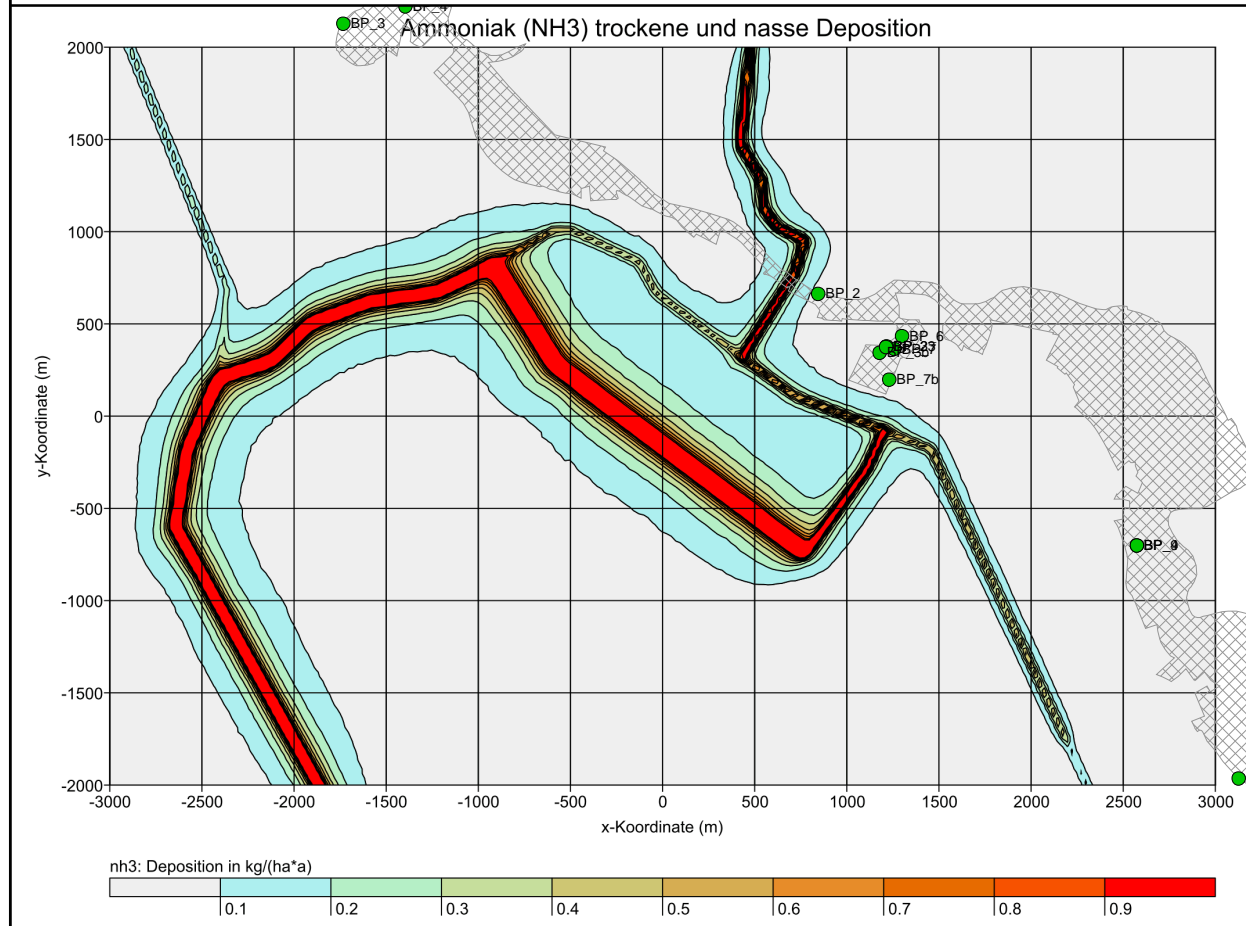 BP_4
BP_3
Ammoniak (NH3) trockene und nasse Deposition
2000
1500
1000
BP_2
500
BP_6
BP_7b
0
-500
-1000
-1500
-2000
y-Koordinate (m)
-3000 -2500 -2000 -1500 -1000 -500 0 500 1000 1500 2000 2500 3000
x-Koordinate (m)
nh3: Deposition in kg/(ha*a)
0.1 0.2 0.3 0.4 0.5 0.6 0.7 0.8 0.9